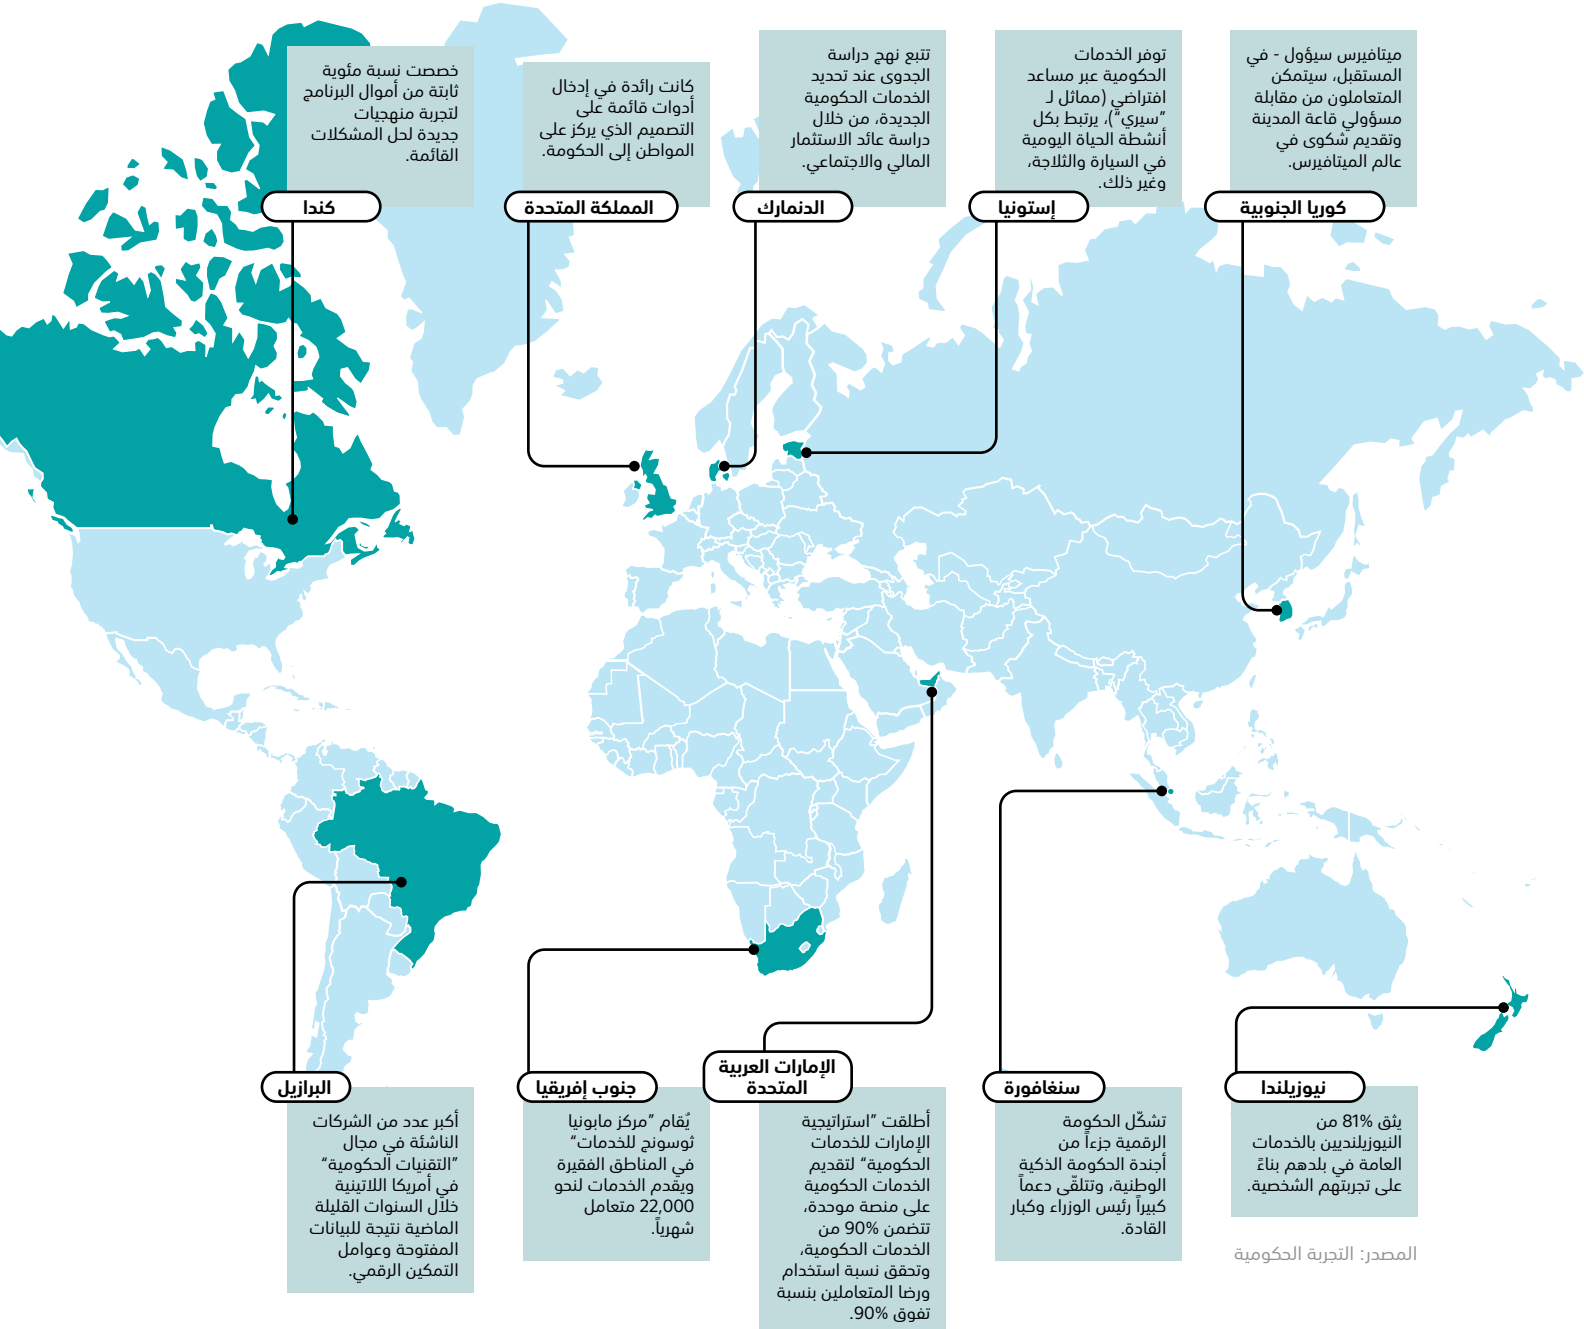 ميتافيرس سيؤول - في
المستقبل، سيتمكن
المتعاملون من مقابلة
مسؤولي قاعة المدينة
وتقديم شكوى في
عالم الميتافيرس.
كوريا الجنوبية
توفر الخدمات
الحكومية عبر مساعد
افتراضي (مماثل لـ
"سيري")، يرتبط بكل
أنشطة الحياة اليومية
في السيارة والثلاجة،
وغير ذلك.
إستونيا
تتبع نهج دراسة
الجدوى عند تحديد
الخدمات الحكومية
الجديدة، من خلال
دراسة عائد الاستثمار
المالي والاجتماعي.
الدنمارك
كانت رائدة في إدخال
أدوات قائمة على
التصميم الذي يركز على
المواطن إلى الحكومة.
المملكة المتحدة
خصصت نسبة مئوية
ثابتة من أموال البرنامج
لتجربة منهجيات
جديدة لحل المشكلات
القائمة.
كندا
نيوزيلندا
يثق 81% من
النيوزيلنديين بالخدمات
العامة في بلدهم بناءً
على تجربتهم الشخصية.
سنغافورة
تشكّل الحكومة
الرقمية جزءاً من
أجندة الحكومة الذكية
الوطنية، وتتلقّى دعماً
كبيراً رئيس الوزراء وكبار
القادة.
الإمارات العربية
المتحدة
أطلقت "استراتيجية
الإمارات للخدمات
الحكومية" لتقديم
الخدمات الحكومية
على منصة موحدة،
تتضمن 90% من
الخدمات الحكومية،
وتحقق نسبة استخدام
ورضا المتعاملين بنسبة
تفوق 90%.
جنوب إفريقيا
يُقام "مركز مابونيا
ثوسونج للخدمات"
في المناطق الفقيرة
ويقدم الخدمات لنحو
22,000 متعامل
شهرياً.
البرازيل
أكبر عدد من الشركات
الناشئة في مجال
"التقنيات الحكومية"
في أمريكا اللاتينية
خلال السنوات القليلة
الماضية نتيجة للبيانات
المفتوحة وعوامل
التمكين الرقمي.
المصدر: التجربة الحكومية